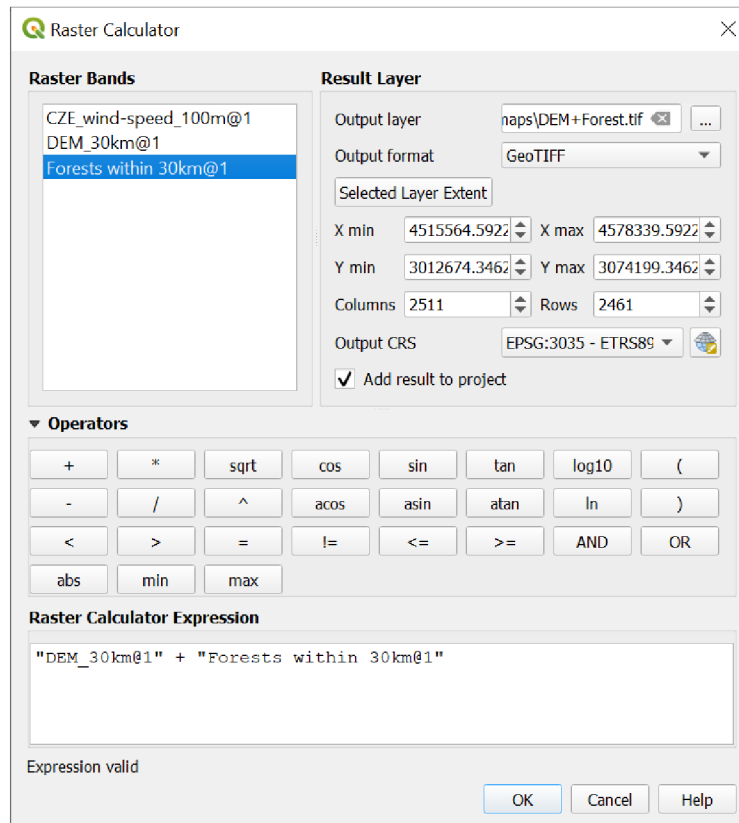 Raster Calculator
Raster Bands
Result Layer
CZE_wind-speed_100m@1
DEM_30km@1
Forests within 30km@1
Output layer
naps\DEM+Forest.tif
...
Output format
GeoTIFF
Selected Layer Extent
X min 4515564.5922 X max 4578339.5922
Y min 3012674.3462 Y max 3074199.3462
Columns 2511 Rows 2461
Output CRS EPSG:3035 - ETRS89
Add result to project
Operators
+ * sqrt cos sin tan log10 (
- / ^ acos asin atan ln )
< > = != <= >= AND OR
abs min max
Raster Calculator Expression
"DEM_30km@1" + "Forests within 30km@1"
Expression valid
OK Cancel Help